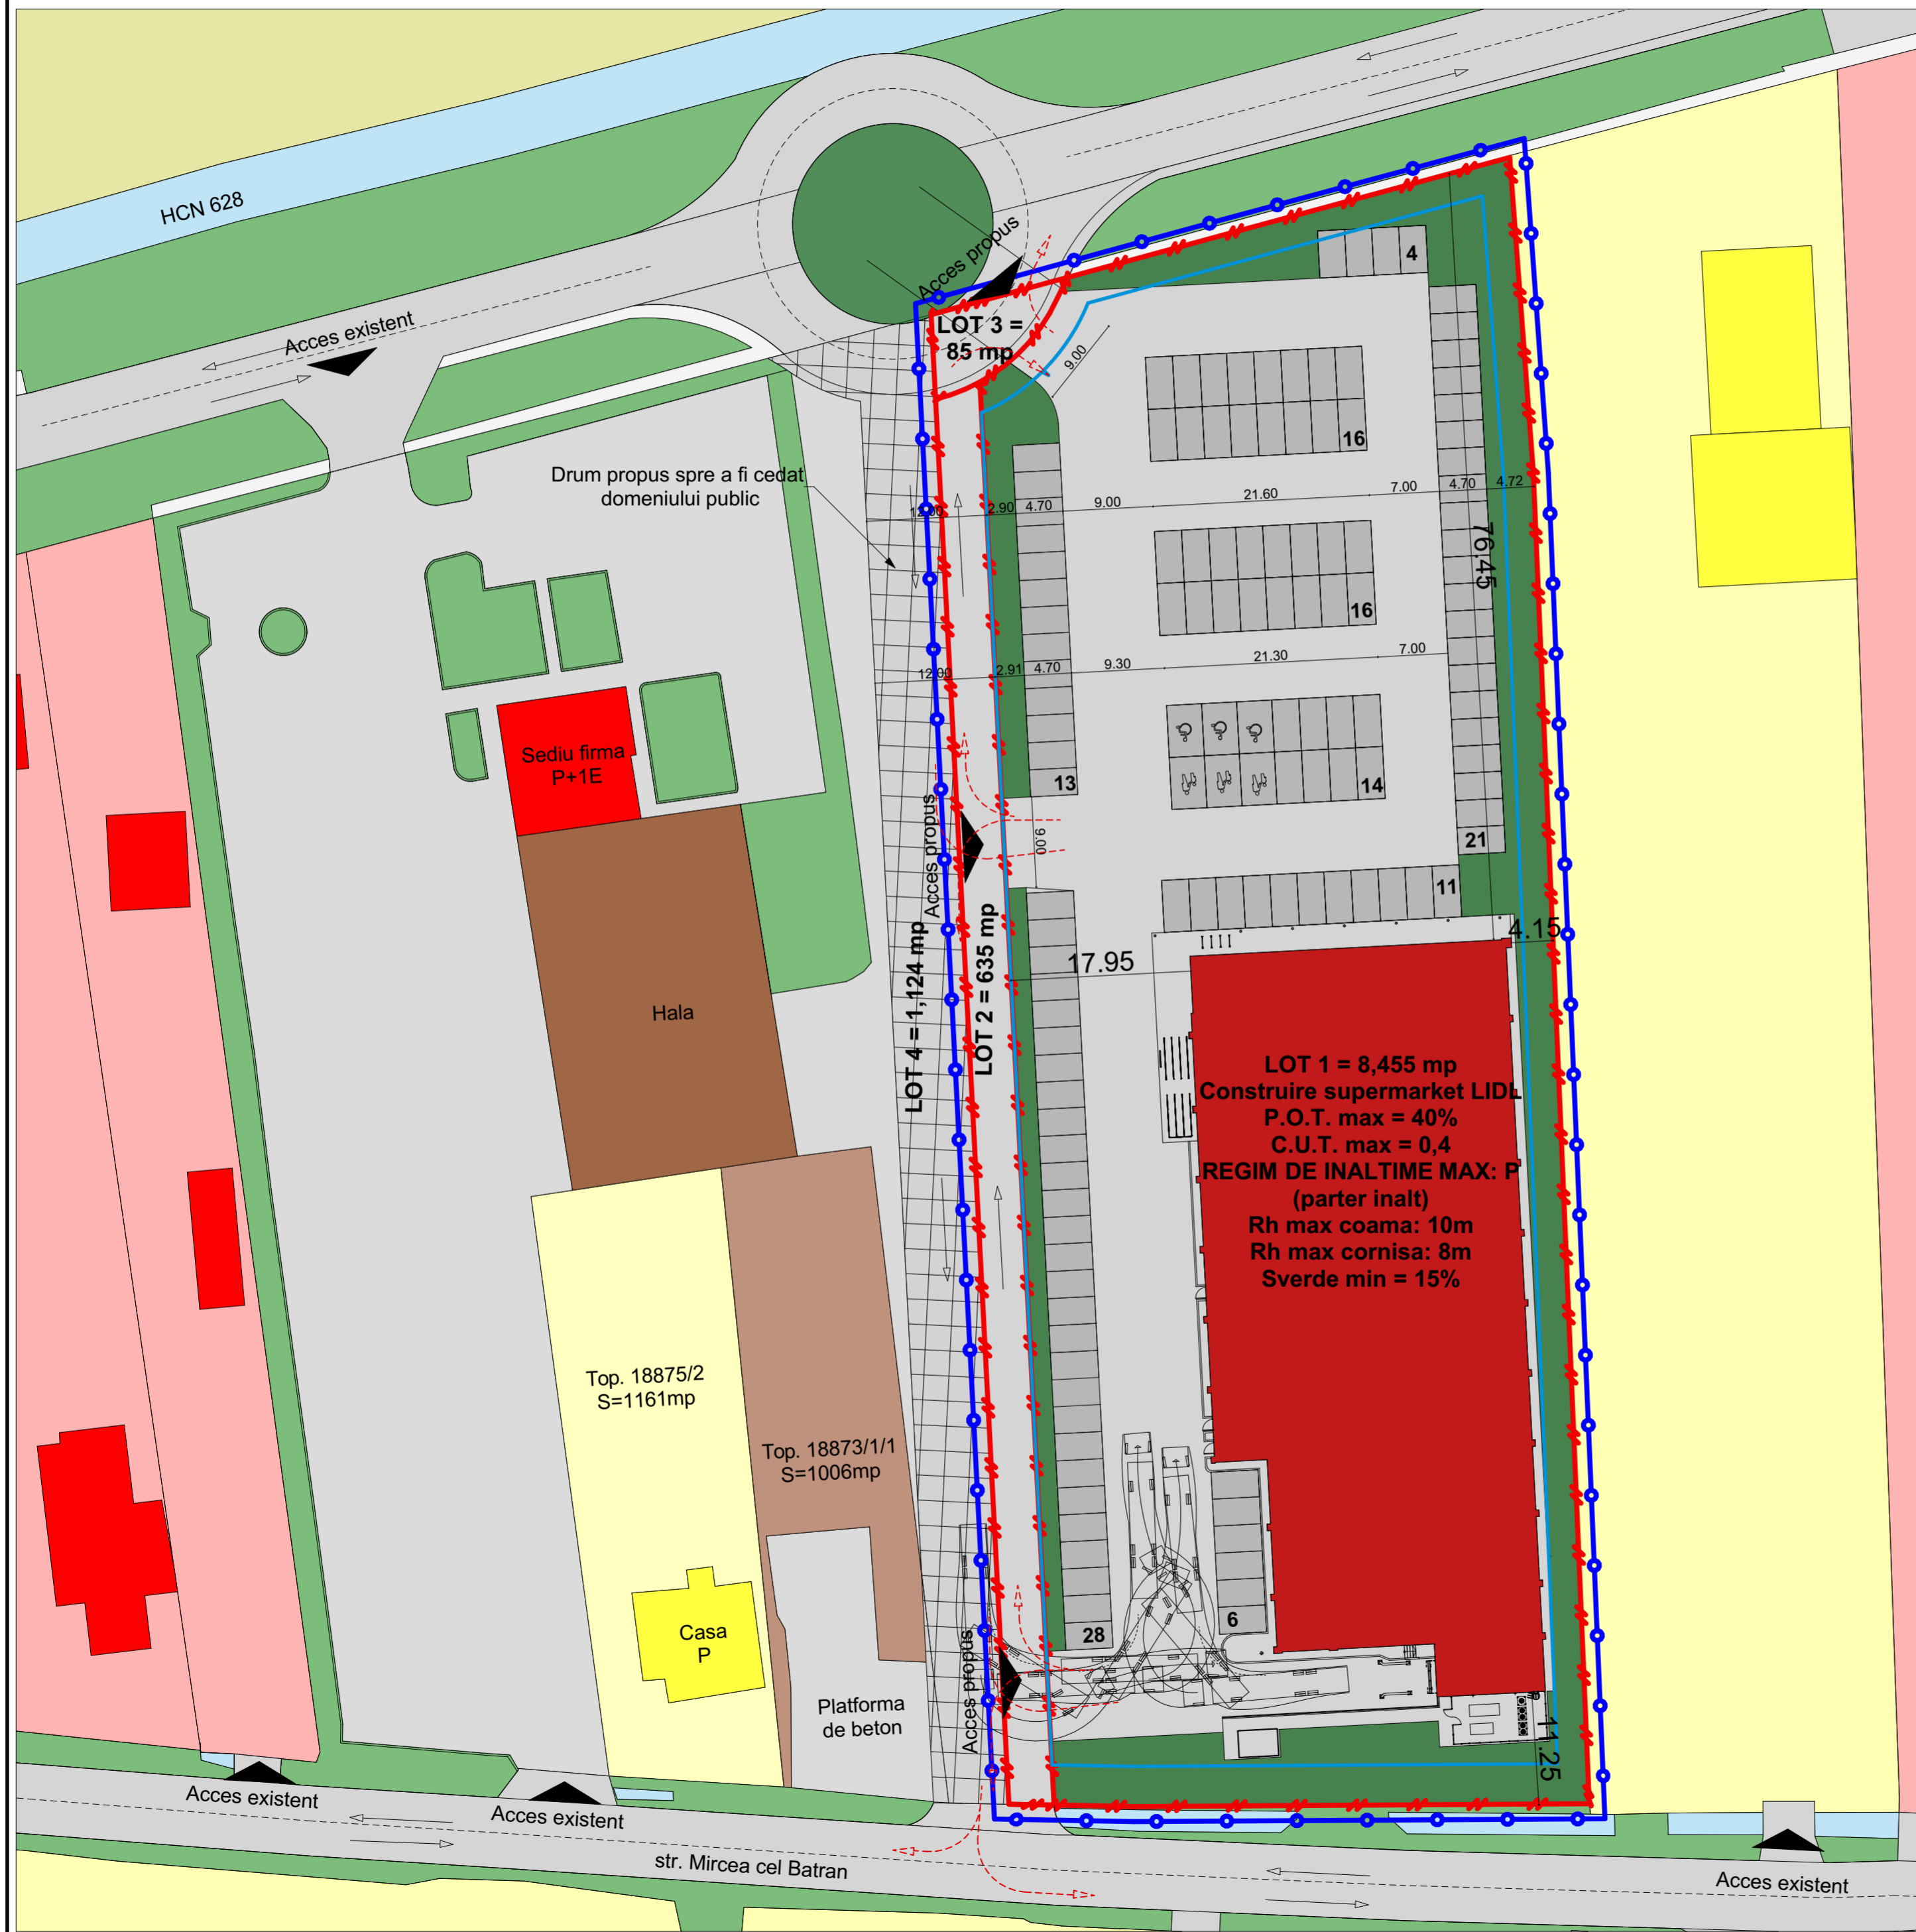 HCN 628
Acces existent
Acces propus
LOT 3 =
85 mp
9.00
4
16
Drum propus spre a fi cedat
domeniului public
12.00
2.90
4.70
9.00
21.60
7.00
4.70
4.72
76.45
16
12.00
2.91
4.70
9.30
21.30
7.00
Sediu firma
P+1E
13
14
21
9.00
Acces propus
11
4.15
17.95
LOT 4 = 1,124 mp
LOT 2 = 635 mp
Hala
LOT 1 = 8,455 mp
Construire supermarket LIDL
P.O.T. max = 40%
C.U.T. max = 0,4
REGIM DE INALTIME MAX: P
(parter inalt)
Rh max coama: 10m
Rh max cornisa: 8m
Sverde min = 15%
Top. 18875/2
S=1161mp
Top. 18873/1/1
S=1006mp
Casa
P
28
6
Acces propus
Platforma
de beton
11.25
Acces existent
Acces existent
str. Mircea cel Batran
Acces existent